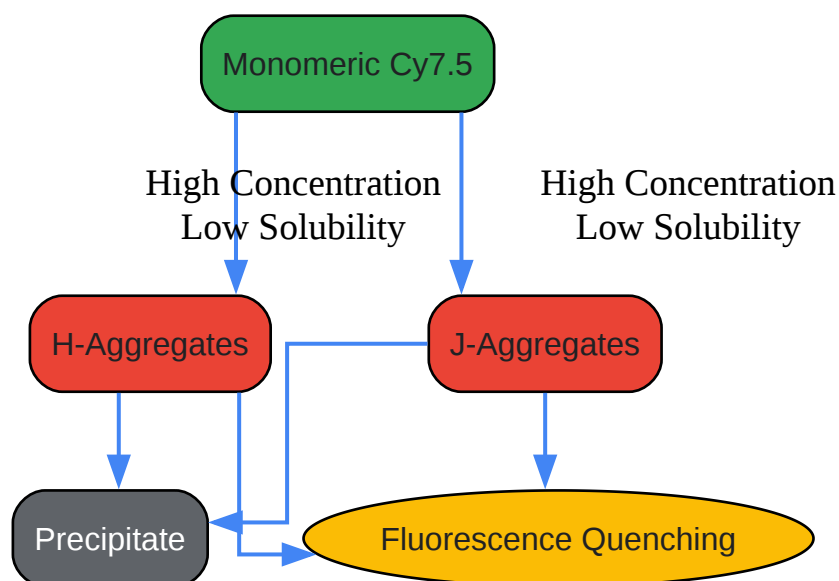 Monomeric Cy7.5
High Concentration
Low Solubility
High Concentration
Low Solubility
H-Aggregates
J-Aggregates
Precipitate
Fluorescence Quenching